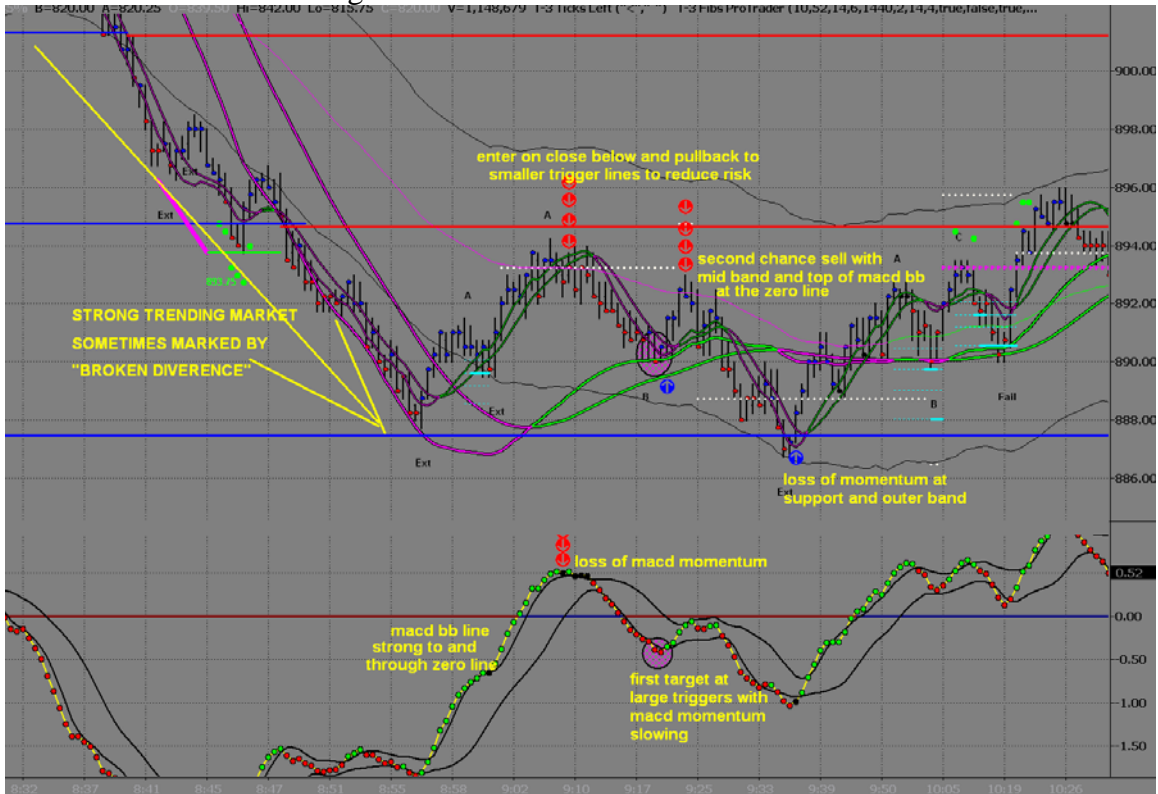 B=820.00 A=820.25 O=839.50 Hi=842.00 Lo=815.75 C=820.00 V=1,148,679 T-3 Ticks Left ("<"," ") T-3 Fibs ProTrader (10,52,14,6,1440,2,14,4,true,false,true,...
900.00
898.00
896.00
894.00
892.00
890.00
888.00
886.00
enter on close below and pullback to
smaller trigger lines to reduce risk
Ext
Ext
A
893.75
second chance sell with
mid band and top of macd bb
at the zero line
A
C
A
STRONG TRENDING MARKET
SOMETIMES MARKED BY
"BROKEN DIVERENCE"
Ext
B
B
Fail
Ext
Ext
loss of momentum at
support and outer band
loss of macd momentum
0.52
0.00
-0.50
-1.00
-1.50
macd bb line
strong to and
through zero line
first target at
large triggers with
macd momentum
slowing
8:32 8:37 8:41 8:45 8:47 8:51 8:55 8:58 9:02 9:10 9:17 9:25 9:33 9:39 9:50 10:05 10:19 10:26